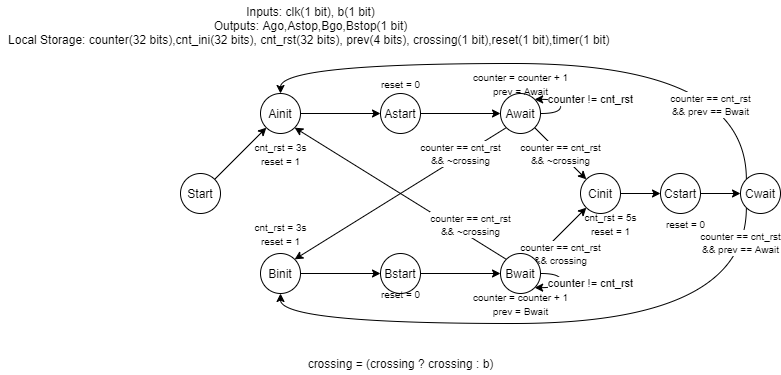 Inputs: clk(1 bit), b(1 bit)
Outputs: Ago,Astop,Bgo,Bstop(1 bit)
Local Storage: counter(32 bits),cnt_ini(32 bits), cnt_rst(32 bits), prev(4 bits), crossing(1 bit),reset(1 bit),timer(1 bit)
reset = 0
counter = counter + 1
prev = Await
counter != cnt_rst
counter == cnt_rst
&& prev == Bwait
Ainit
Astart
Await
cnt_rst = 3s
reset = 1
counter == cnt_rst
&& ~crossing
counter == cnt_rst
&& ~crossing
Start
Cinit
Cstart
Cwait
cnt_rst = 5s
reset = 1
reset = 0
counter == cnt_rst
&& prev == Await
cnt_rst = 3s
reset = 1
counter == cnt_rst
&& ~crossing
counter == cnt_rst
&& crossing
Binit
Bstart
Bwait
counter != cnt_rst
reset = 0
counter = counter + 1
prev = Bwait
crossing = (crossing ? crossing : b)